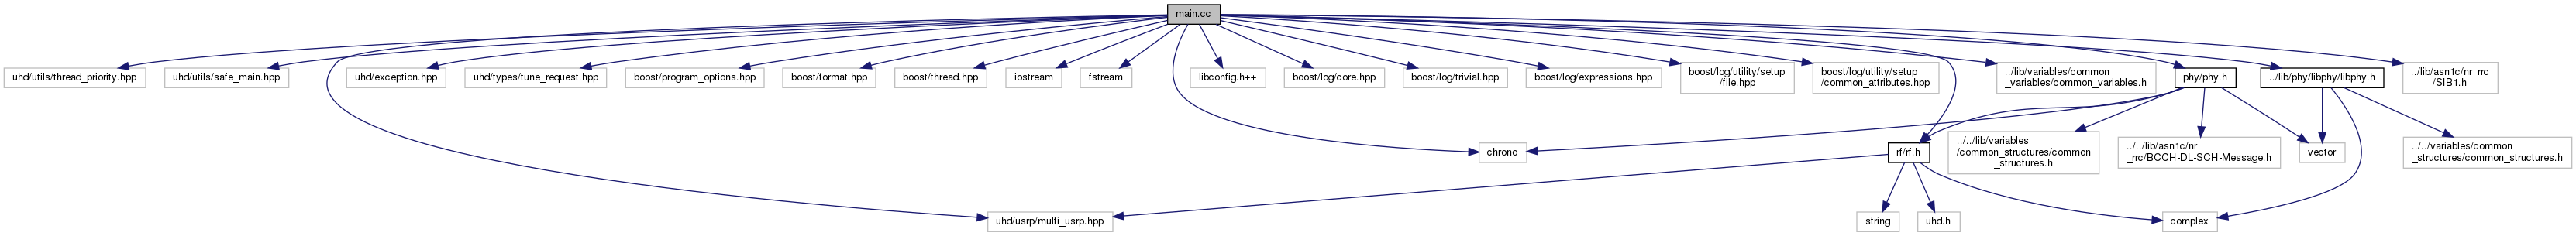 main.cc
uhd/utils/thread_priority.hpp
uhd/utils/safe_main.hpp
uhd/exception.hpp
uhd/types/tune_request.hpp
boost/program_options.hpp
boost/format.hpp
boost/thread.hpp
iostream
fstream
libconfig.h++
boost/log/core.hpp
boost/log/trivial.hpp
boost/log/expressions.hpp
boost/log/utility/setup
/file.hpp
boost/log/utility/setup
/common_attributes.hpp
../lib/variables/common
_variables/common_variables.h
phy/phy.h
../lib/phy/libphy/libphy.h
../lib/asn1c/nr_rrc
/SIB1.h
chrono
rf/rf.h
../../lib/variables
/common_structures/common
_structures.h
../../lib/asn1c/nr
_rrc/BCCH-DL-SCH-Message.h
vector
../../variables/common
_structures/common_structures.h
uhd/usrp/multi_usrp.hpp
string
uhd.h
complex